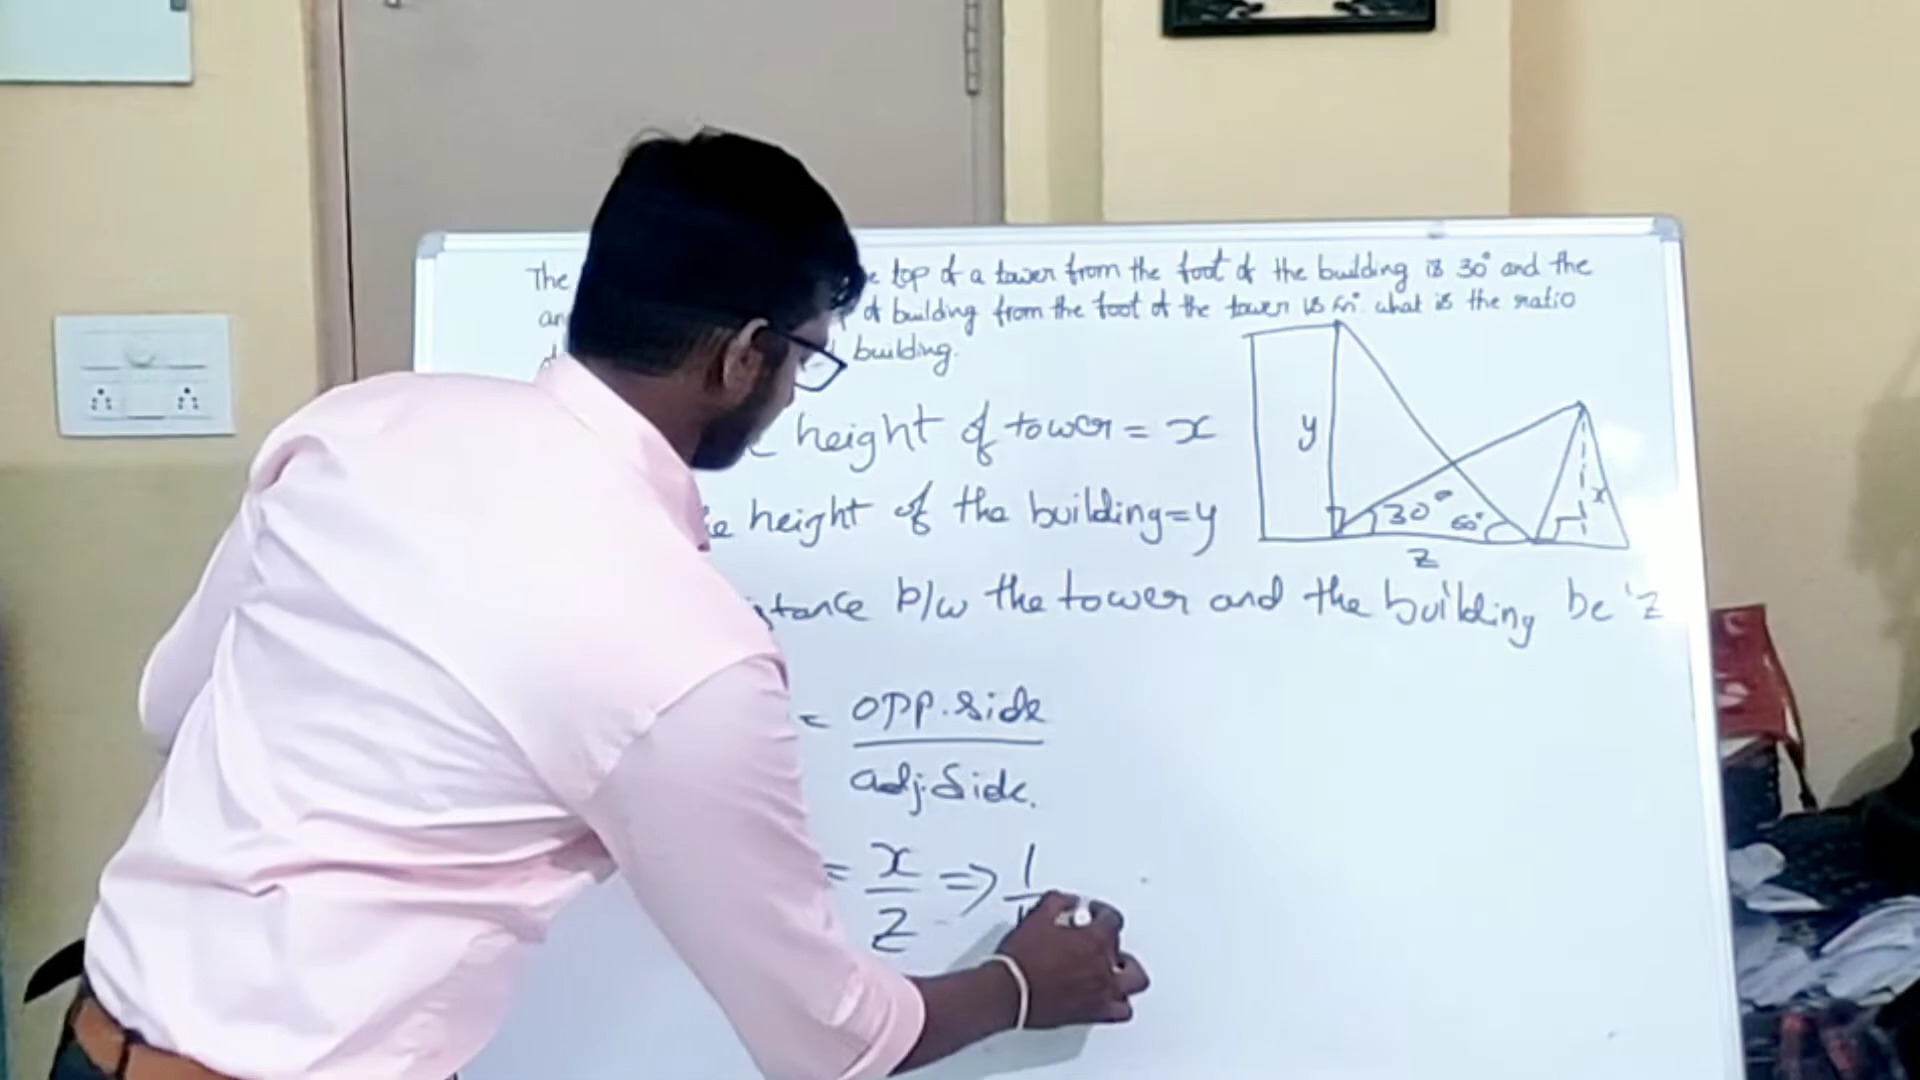 The top of a tower from the foot of the building is 30° and the
of building from the foot of the tower is 60° what is the ratio
building.
height of tower = x
height of the building = y
b/w the tower and the building be 'z
= opp.side
adj.side.
= x/z => 1
y
30°
60°
x
z